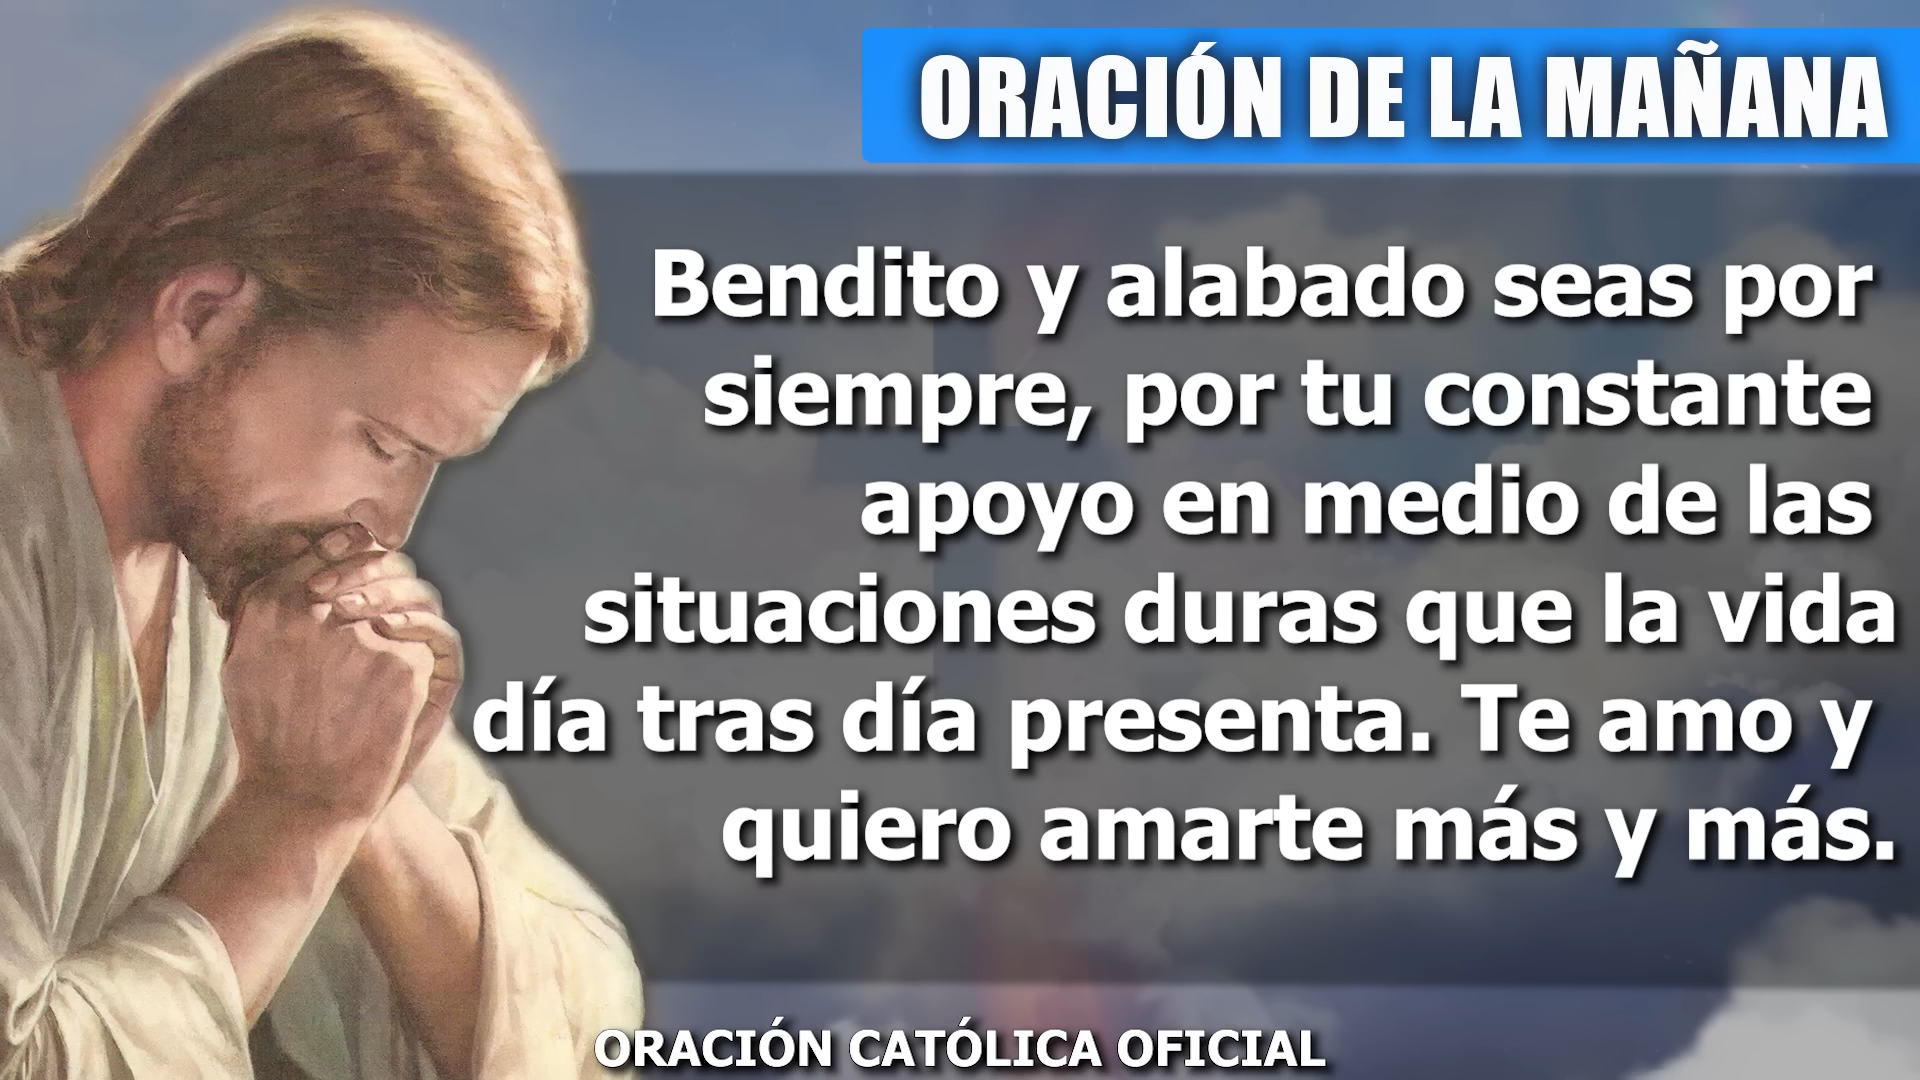 ORACIÓN DE LA MAÑANA
Bendito y alabado seas por
siempre, por tu constante
apoyo en medio de las
situaciones duras que la vida
día tras día presenta. Te amo y
quiero amarte más y más.
ORACIÓN CATÓLICA OFICIAL